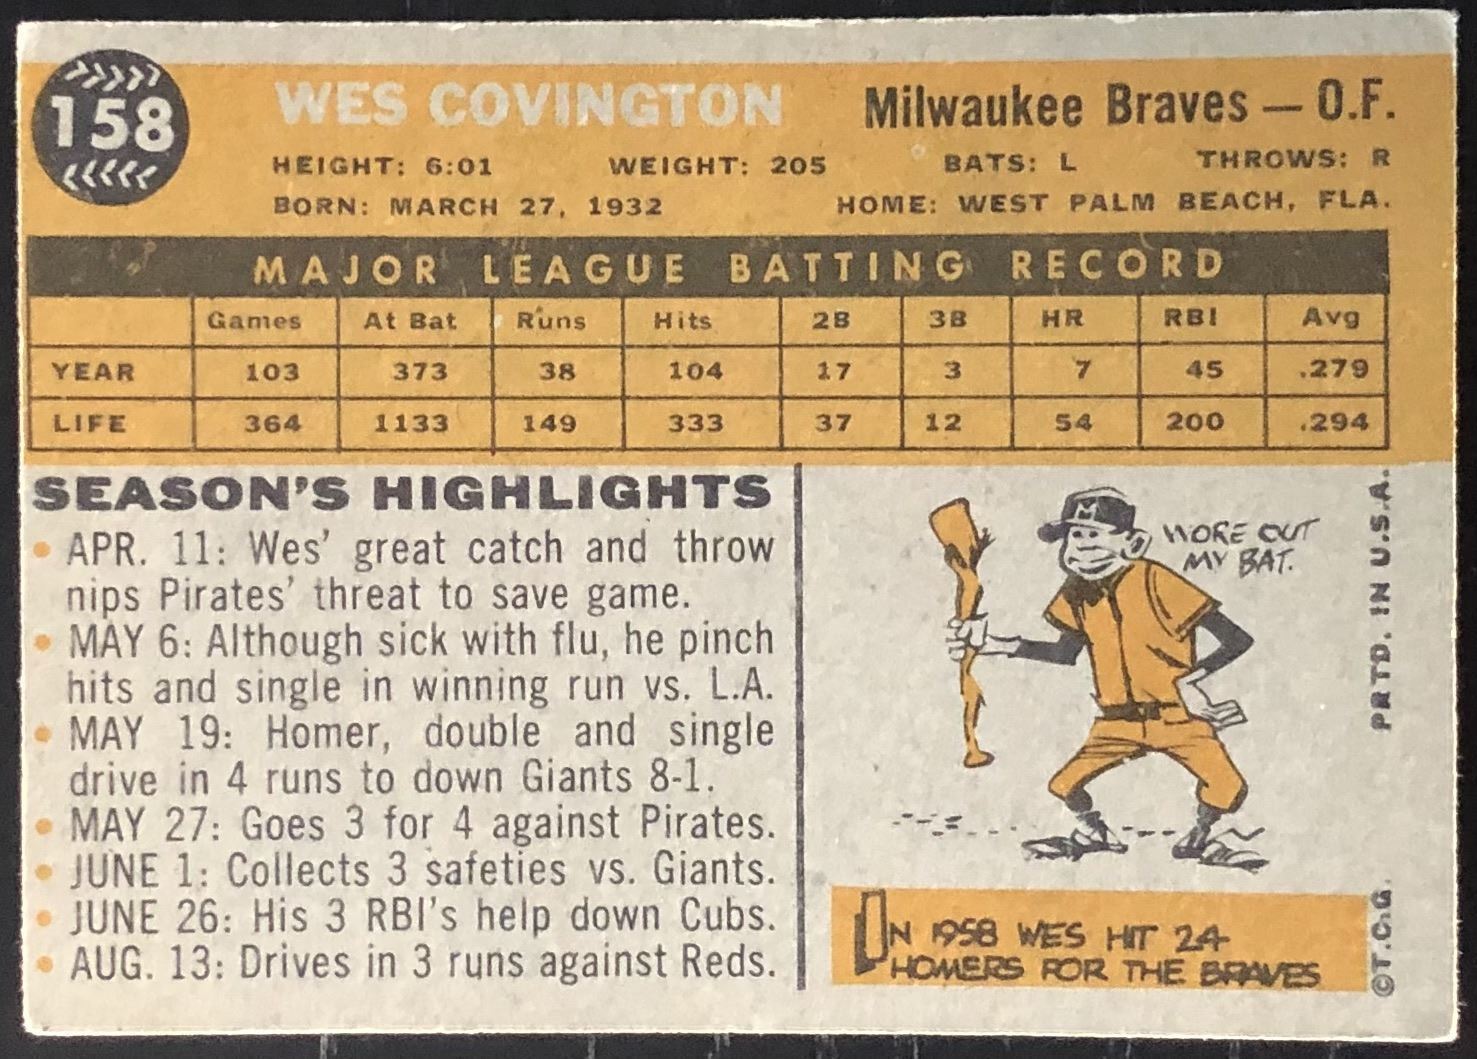 158
WES COVINGTON Milwaukee Braves — O.F.
HEIGHT: 6:01 WEIGHT: 205 BATS: L THROWS: R
BORN: MARCH 27, 1932 HOME: WEST PALM BEACH, FLA.
MAJOR LEAGUE BATTING RECORD
Games At Bat Runs Hits 2B 3B HR RBI Avg
YEAR 103 373 38 104 17 3 7 45 .279
LIFE 364 1133 149 333 37 12 54 200 .294
SEASON'S HIGHLIGHTS
• APR. 11: Wes' great catch and throw
nips Pirates' threat to save game.
• MAY 6: Although sick with flu, he pinch
hits and single in winning run vs. L.A.
• MAY 19: Homer, double and single
drive in 4 runs to down Giants 8-1.
• MAY 27: Goes 3 for 4 against Pirates.
• JUNE 1: Collects 3 safeties vs. Giants.
• JUNE 26: His 3 RBI's help down Cubs.
• AUG. 13: Drives in 3 runs against Reds.
M
WORE OUT
MY BAT.
IN 1958 WES HIT 24
HOMERS FOR THE BRAVES
©T.C.G. PRTD. IN U.S.A.